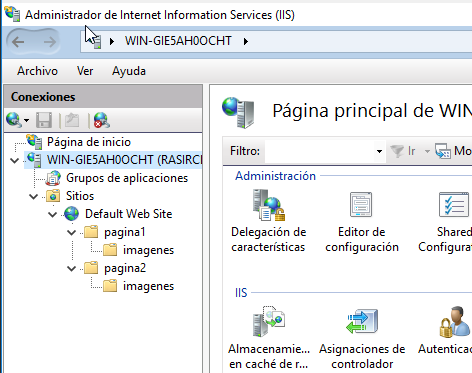 Administrador de Internet Information Services (IIS)
WIN-GIE5AH0OCHT
Archivo Ver Ayuda
Conexiones
Página de inicio
WIN-GIE5AH0OCHT (RASIRC
Grupos de aplicaciones
Sitios
Default Web Site
pagina1
imagenes
pagina2
imagenes
Página principal de WIN
Filtro: Ir Mo
Administración
Delegación de características
Editor de configuración
Shared Configurat
IIS
Almacenamie... en caché de r...
Asignaciones de controlador
Autenticac